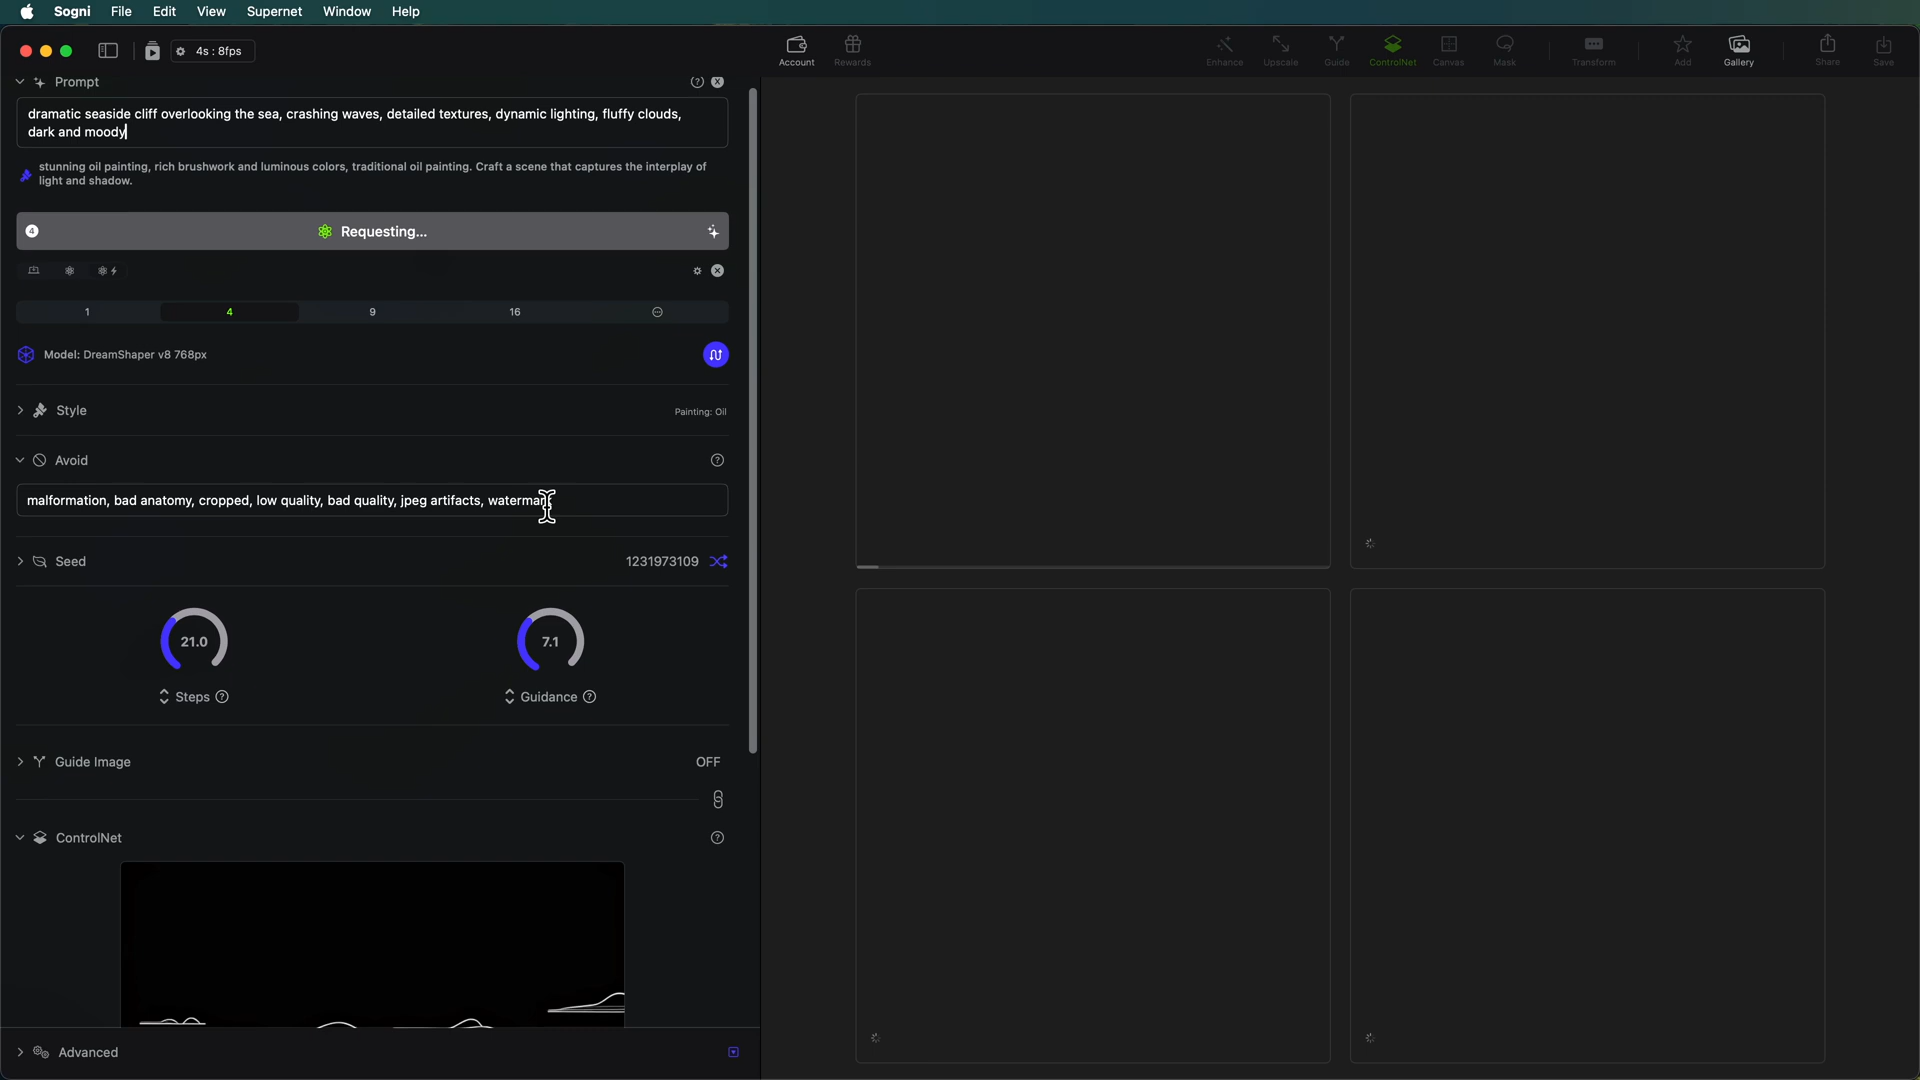 Sogni File Edit View Supernet Window Help
4s : 8fps
Account Rewards Enhance Upscale Guide ControlNet Canvas Mask Transform Add Gallery Share Save
Prompt
dramatic seaside cliff overlooking the sea, crashing waves, detailed textures, dynamic lighting, fluffy clouds,
dark and moody
stunning oil painting, rich brushwork and luminous colors, traditional oil painting. Craft a scene that captures the interplay of
light and shadow.
4 Requesting...
1 4 9 16
Model: DreamShaper v8 768px
Style Painting: Oil
Avoid
malformation, bad anatomy, cropped, low quality, bad quality, jpeg artifacts, watermark
Seed 1231973109
21.0 7.1
Steps Guidance
Guide Image OFF
ControlNet
Advanced